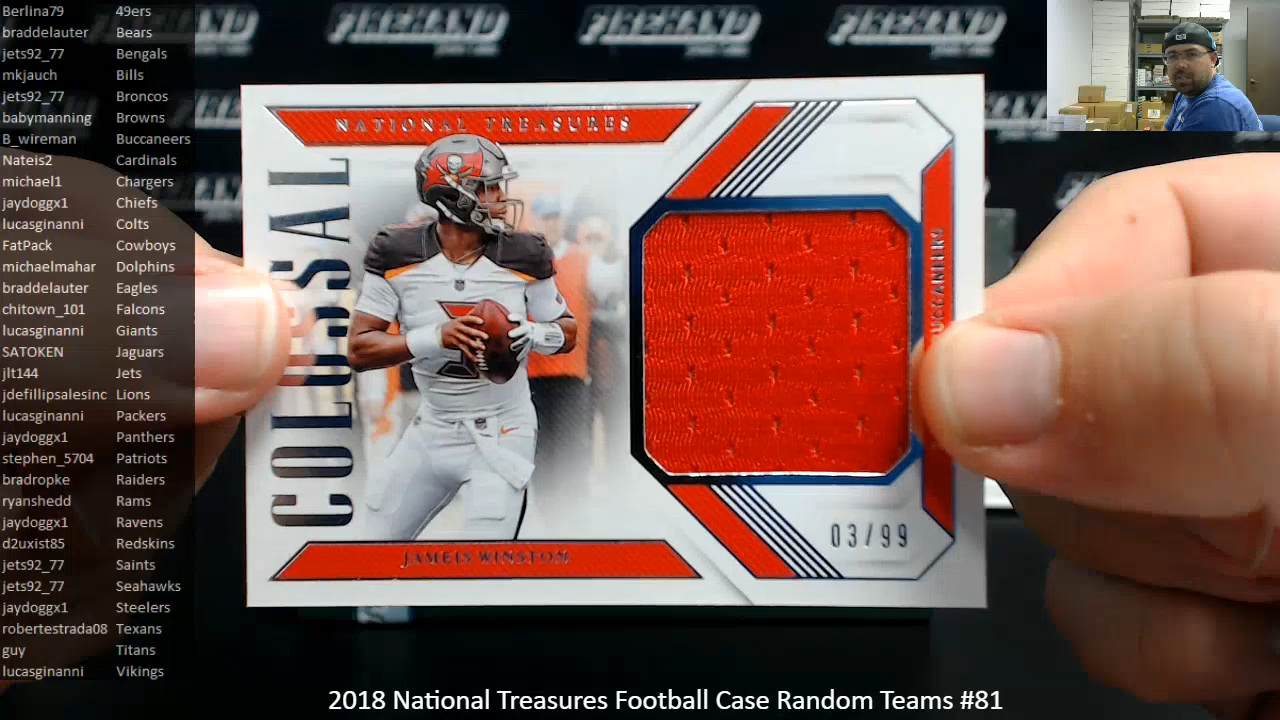 Berlina79 49ers
braddelauter Bears
jets92_77 Bengals
mkjauch Bills
jets92_77 Broncos
babymanning Browns
B_wireman Buccaneers
Nateis2 Cardinals
michael1 Chargers
jaydoggx1 Chiefs
lucasginanni Colts
FatPack Cowboys
michaelmahar Dolphins
braddelauter Eagles
chitown_101 Falcons
lucasginanni Giants
SATOKEN Jaguars
jlt144 Jets
jdefillipsalesinc Lions
lucasginanni Packers
jaydoggx1 Panthers
stephen_5704 Patriots
bradropke Raiders
ryanshedd Rams
jaydoggx1 Ravens
d2uxist85 Redskins
jets92_77 Saints
jets92_77 Seahawks
jaydoggx1 Steelers
robertestrada08 Texans
guy Titans
lucasginanni Vikings
FIREHAND FIREHAND FIREHAND
NATIONAL TREASURES
COLOSSAL
JAMEIS WINSTON
03/99
2018 National Treasures Football Case Random Teams #81